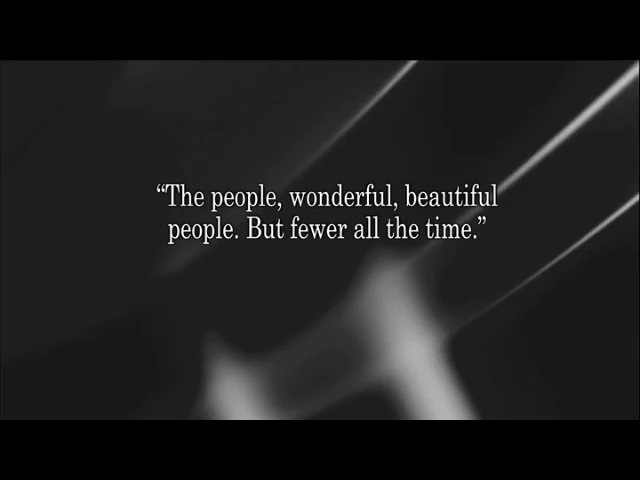 “The people, wonderful, beautiful
people. But fewer all the time.”